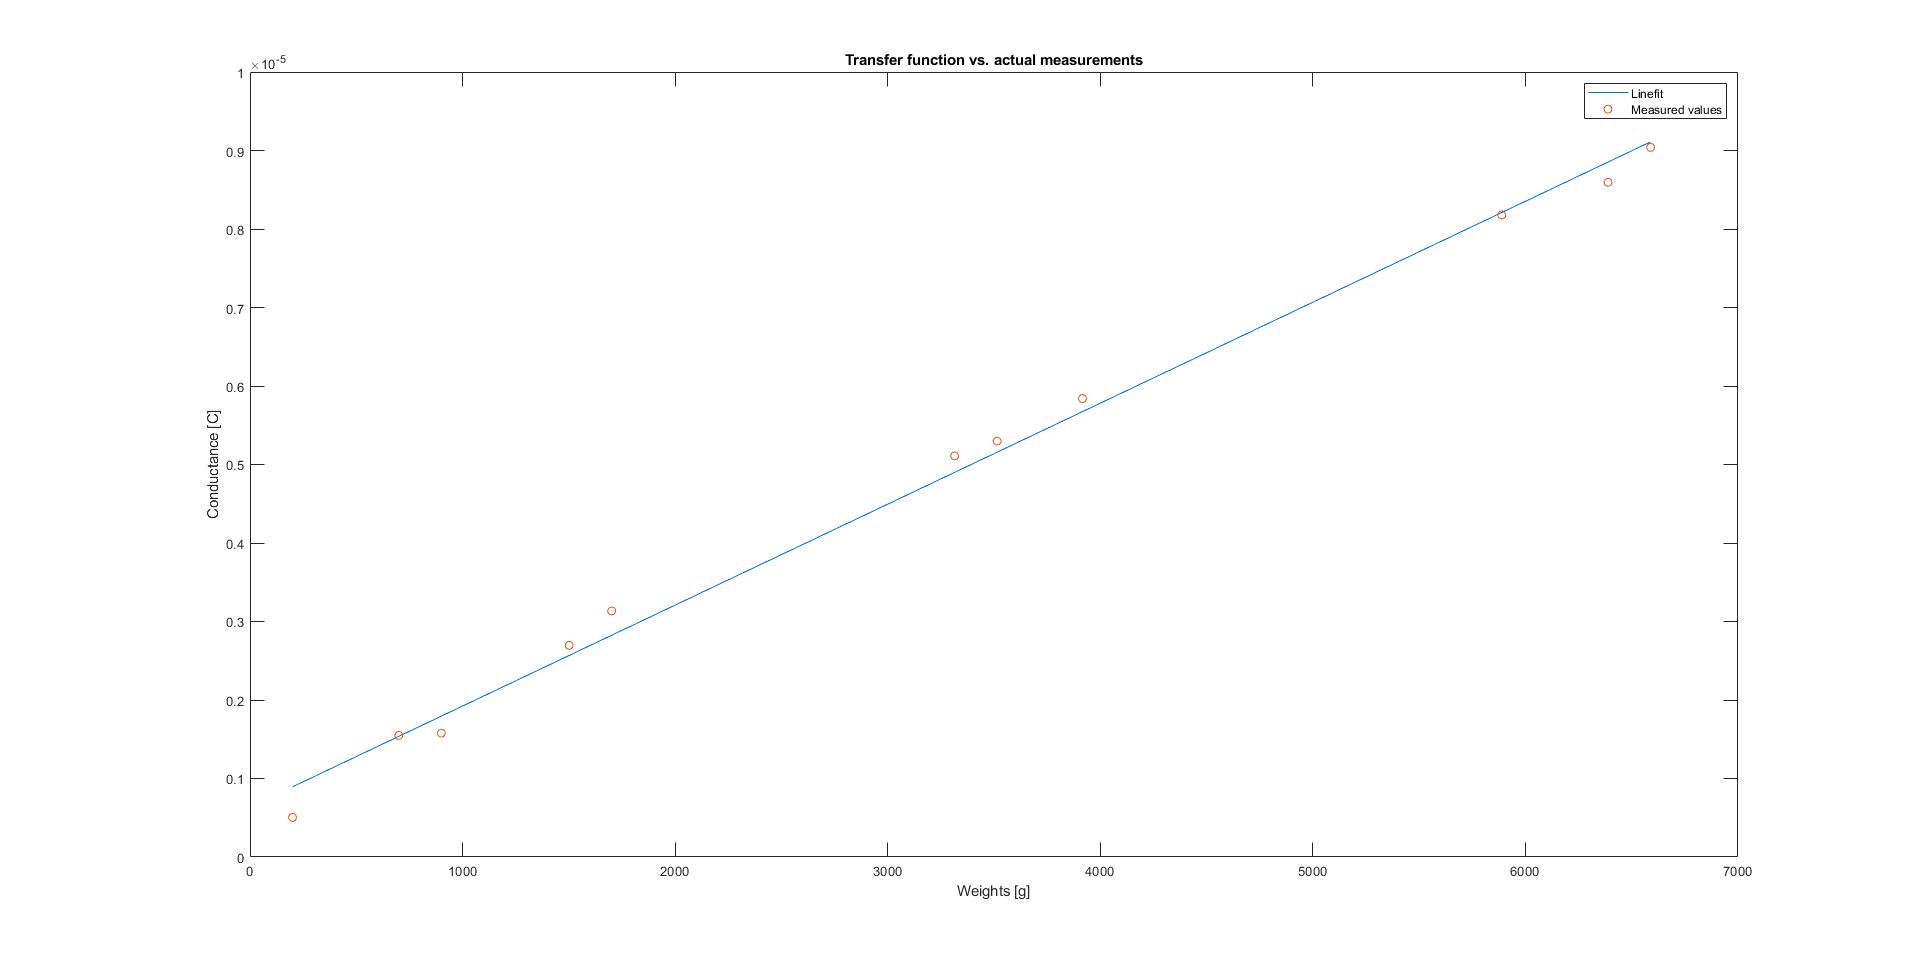 Transfer function vs. actual measurements
×10-5
1
0.9
0.8
0.7
0.6
0.5
0.4
0.3
0.2
0.1
0
Conductance [C]
0 1000 2000 3000 4000 5000 6000 7000
Weights [g]
Linefit
Measured values